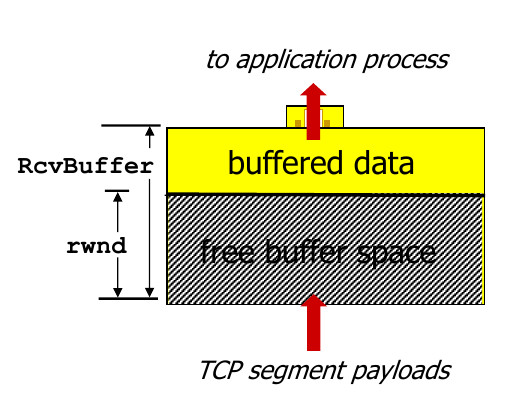 to application process
RcvBuffer
buffered data
rwnd
free buffer space
TCP segment payloads